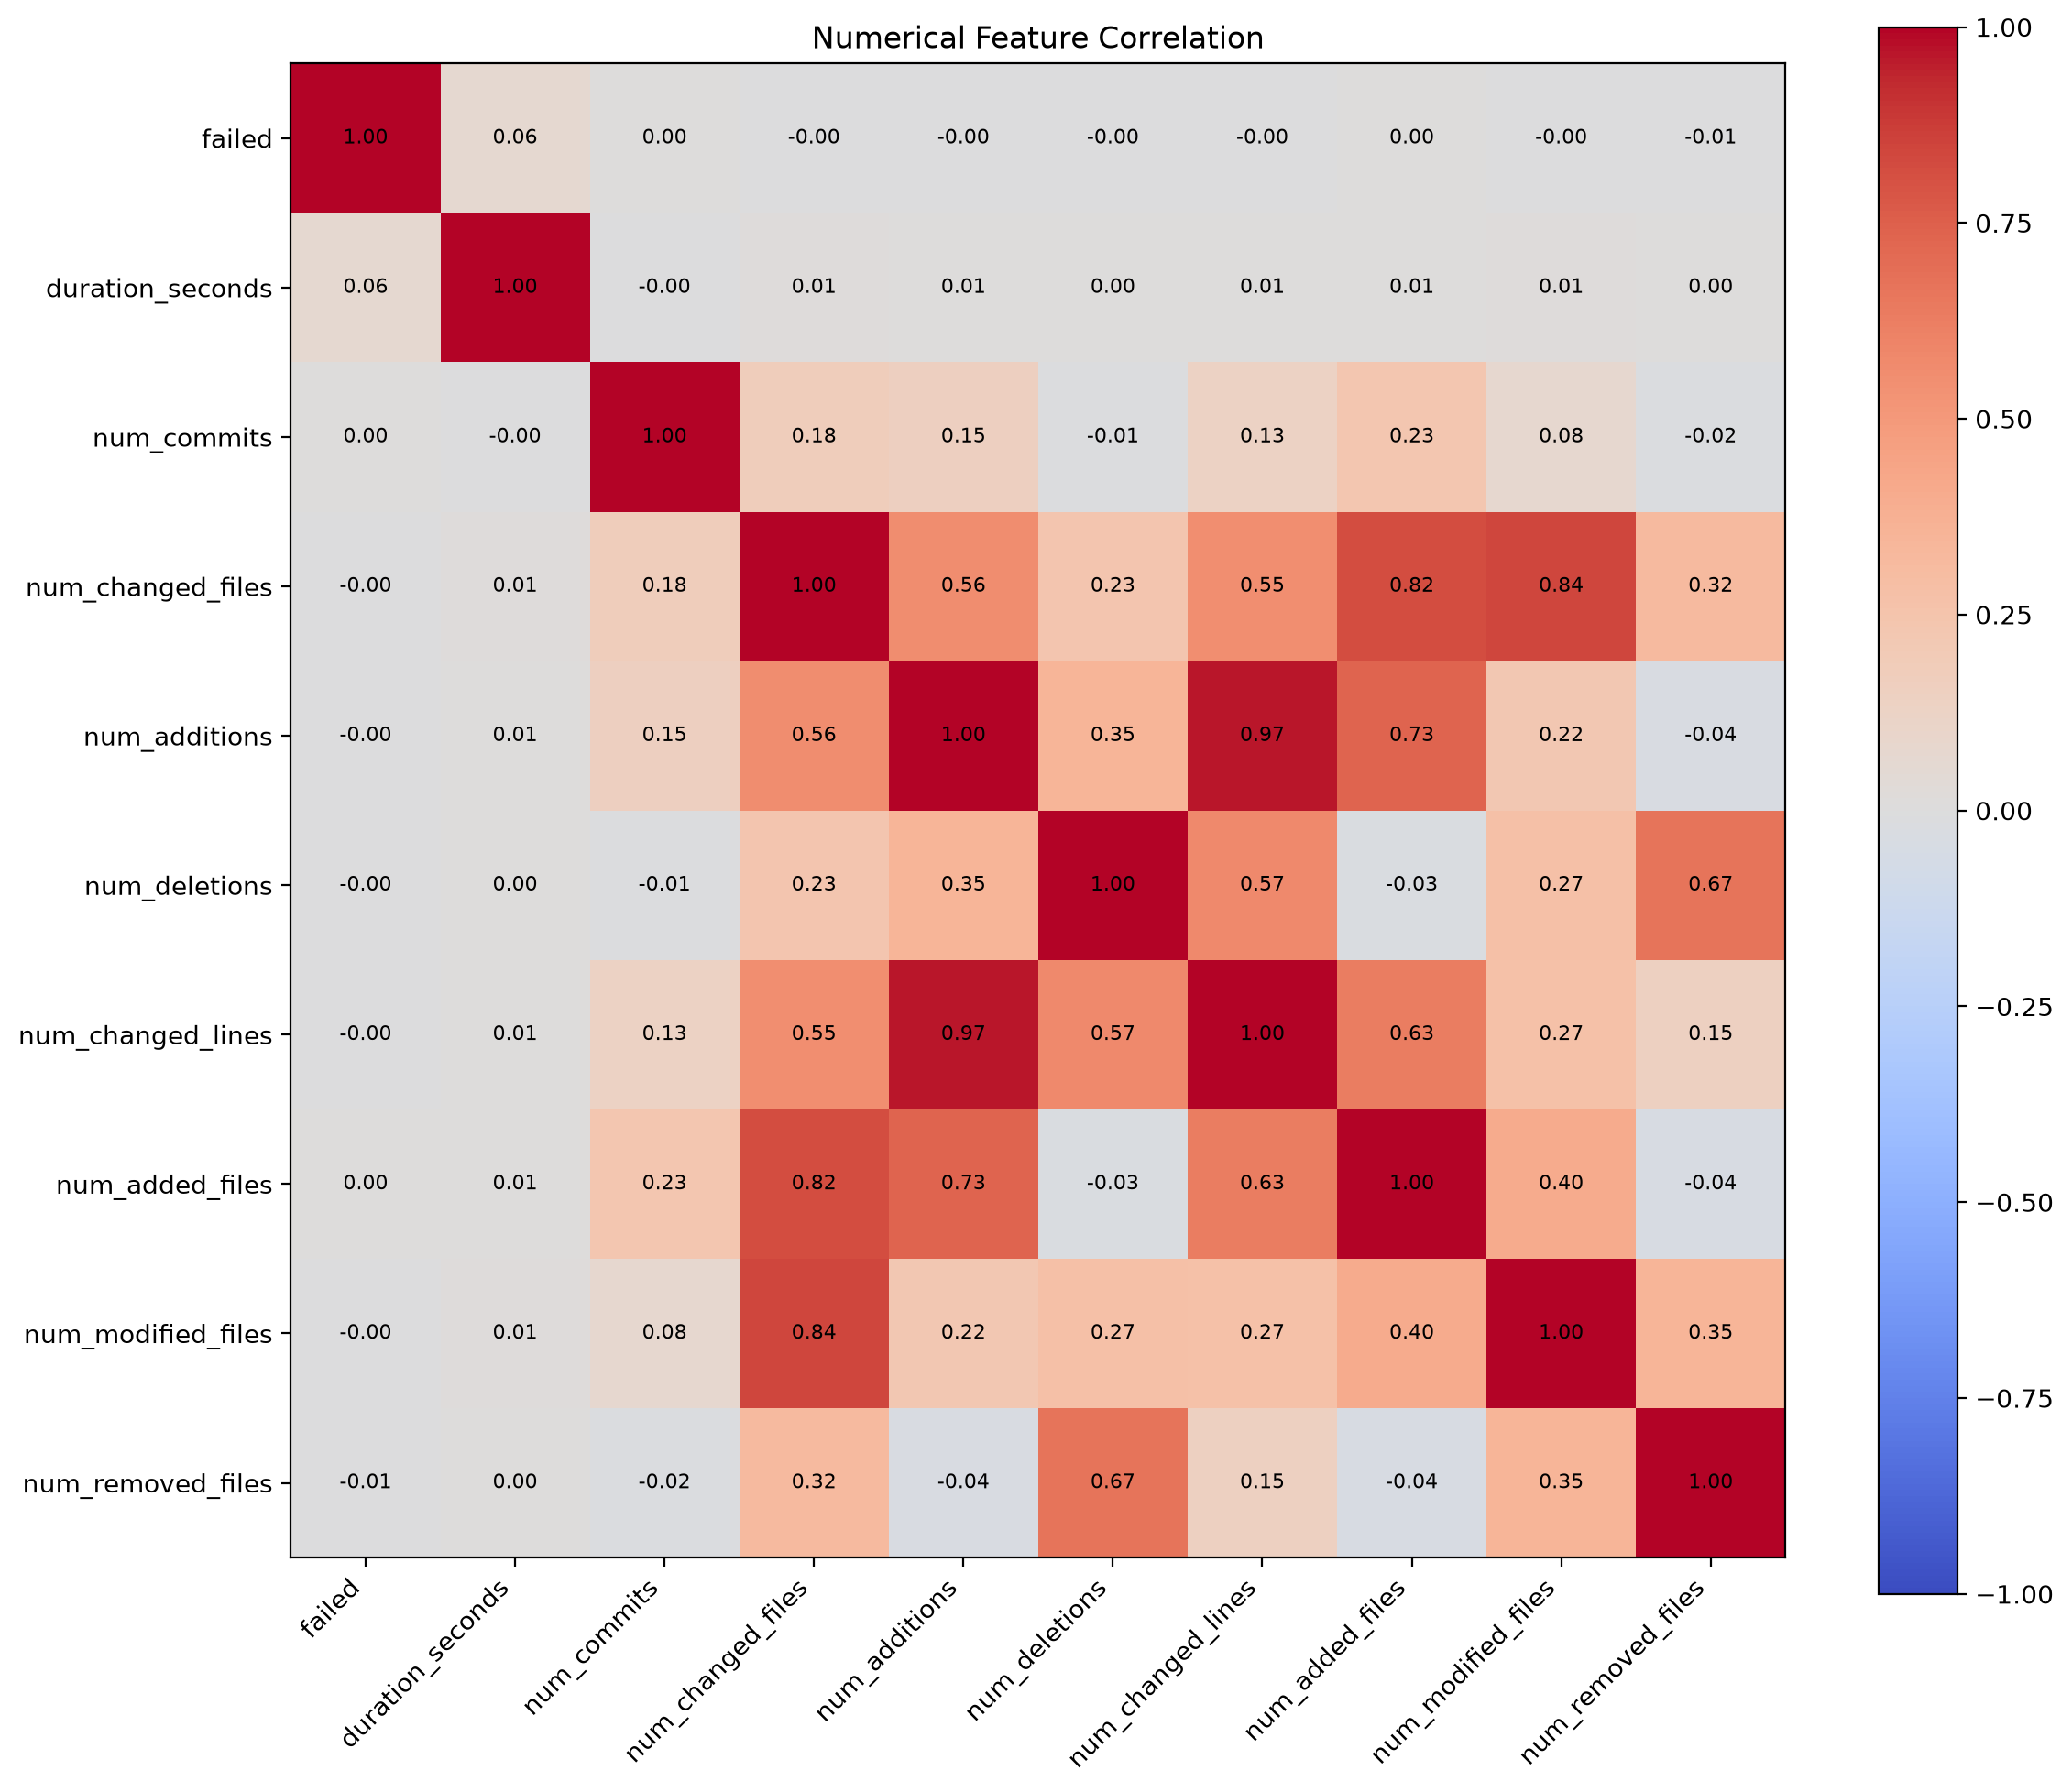 Numerical Feature Correlation
failed 1.00 0.06 0.00 -0.00 -0.00 -0.00 -0.00 0.00 -0.00 -0.01
duration_seconds 0.06 1.00 -0.00 0.01 0.01 0.00 0.01 0.01 0.01 0.00
num_commits 0.00 -0.00 1.00 0.18 0.15 -0.01 0.13 0.23 0.08 -0.02
num_changed_files -0.00 0.01 0.18 1.00 0.56 0.23 0.55 0.82 0.84 0.32
num_additions -0.00 0.01 0.15 0.56 1.00 0.35 0.97 0.73 0.22 -0.04
num_deletions -0.00 0.00 -0.01 0.23 0.35 1.00 0.57 -0.03 0.27 0.67
num_changed_lines -0.00 0.01 0.13 0.55 0.97 0.57 1.00 0.63 0.27 0.15
num_added_files 0.00 0.01 0.23 0.82 0.73 -0.03 0.63 1.00 0.40 -0.04
num_modified_files -0.00 0.01 0.08 0.84 0.22 0.27 0.27 0.40 1.00 0.35
num_removed_files -0.01 0.00 -0.02 0.32 -0.04 0.67 0.15 -0.04 0.35 1.00
failed
duration_seconds
num_commits
num_changed_files
num_additions
num_deletions
num_changed_lines
num_added_files
num_modified_files
num_removed_files
1.00
0.75
0.50
0.25
0.00
−0.25
−0.50
−0.75
−1.00